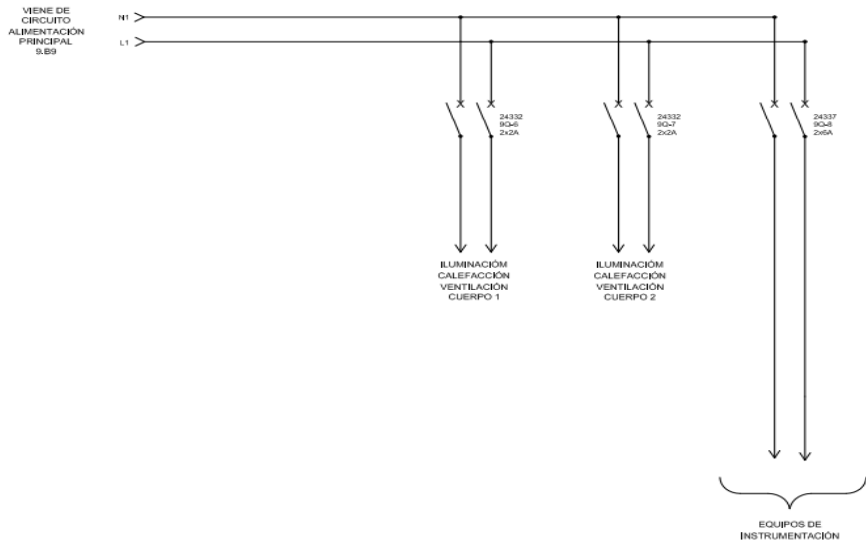 VIENE DE
CIRCUITO
ALIMENTACIÓN
PRINCIPAL
9.B9
N1
L1
24332
9Q-6
2x2A
24332
9Q-7
2x2A
24337
9Q-8
2x6A
ILUMINACIÓM
CALEFACCIÓN
VENTILACIÓN
CUERPO 1
ILUMINACIÓM
CALEFACCIÓN
VENTILACIÓN
CUERPO 2
EQUIPOS DE
INSTRUMENTACIÓN